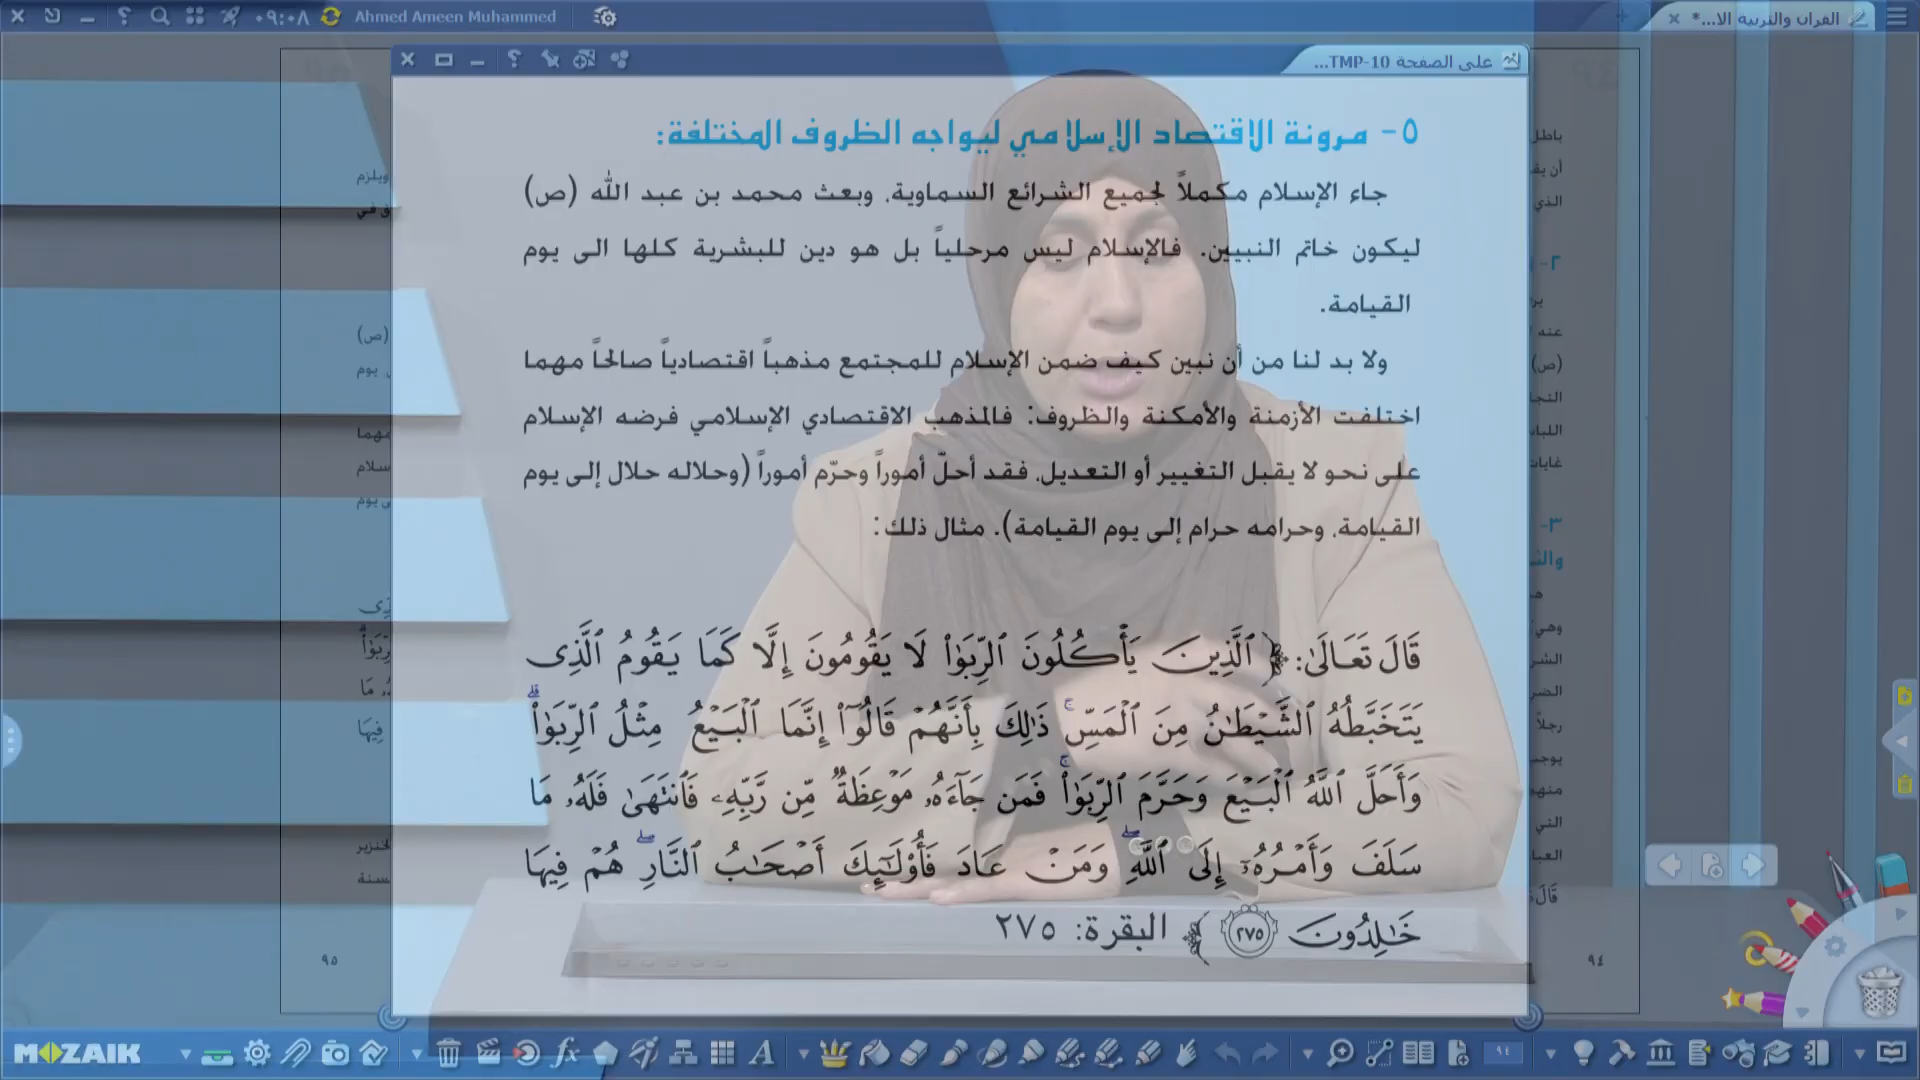 ٠٩:٠٨
Ahmed Ameen Muhammed
القرآن والتربية الا...*
على الصفحة TMP-10...
٥- مرونة الاقتصاد الإسلامي ليواجه الظروف المختلفة:
جاء الإسلام مكملاً لجميع الشرائع السماوية، وبعث محمد بن عبد الله (ص)
ليكون خاتم النبيين. فالإسلام ليس مرحلياً بل هو دين للبشرية كلها الى يوم
القيامة.
ولا بد لنا من أن نبين كيف ضمن الإسلام للمجتمع مذهباً اقتصادياً صالحاً مهما
اختلفت الأزمنة والأمكنة والظروف: فالمذهب الاقتصادي الإسلامي فرضه الإسلام
على نحو لا يقبل التغيير أو التعديل، فقد أحلّ أموراً وحرّم أموراً (وحلاله حلال إلى يوم
القيامة، وحرامه حرام إلى يوم القيامة). مثال ذلك:
قَالَ تَعَالَىٰ: ﴿ ٱلَّذِينَ يَأْكُلُونَ ٱلرِّبَوٰا۟ لَا يَقُومُونَ إِلَّا كَمَا يَقُومُ ٱلَّذِى
يَتَخَبَّطُهُ ٱلشَّيْطَـٰنُ مِنَ ٱلْمَسِّ ۚ ذَٰلِكَ بِأَنَّهُمْ قَالُوٓا۟ إِنَّمَا ٱلْبَيْعُ مِثْلُ ٱلرِّبَوٰا۟ ۗ
وَأَحَلَّ ٱللَّهُ ٱلْبَيْعَ وَحَرَّمَ ٱلرِّبَوٰا۟ ۚ فَمَن جَآءَهُۥ مَوْعِظَةٌ مِّن رَّبِّهِۦ فَٱنتَهَىٰ فَلَهُۥ مَا
سَلَفَ وَأَمْرُهُۥٓ إِلَى ٱللَّهِ ۖ وَمَنْ عَادَ فَأُو۟لَـٰٓئِكَ أَصْحَـٰبُ ٱلنَّارِ ۖ هُمْ فِيهَا
خَـٰلِدُونَ ٢٧٥ ﴾ البقرة: ٢٧٥
٩٤
٩٥
MOZAIK
٩٤